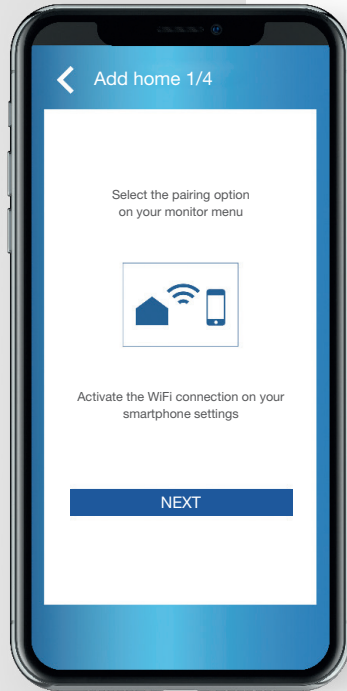 Add home 1/4
Select the pairing option
on your monitor menu
Activate the WiFi connection on your
smartphone settings
NEXT